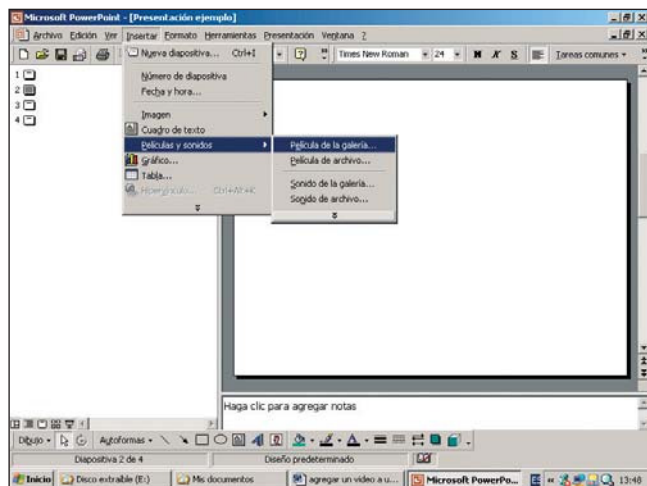 Microsoft PowerPoint - [Presentación ejemplo]
Archivo Edición Ver Insertar Formato Herramientas Presentación Ventana ?
Nueva diapositiva... Ctrl+I
Times New Roman 24 N K S Tareas comunes
Número de diapositiva
Fecha y hora...
Imagen
Cuadro de texto
Películas y sonidos
Gráfico...
Tabla...
Hipervínculo... Ctrl+Alt+K
Película de la galería...
Película de archivo...
Sonido de la galería...
Sonido de archivo...
1
2
3
4
Haga clic para agregar notas
Dibujo Autoformas
Diapositiva 2 de 4 Diseño predeterminado
Inicio Disco extraible (E:) Mis documentos agregar un video a u... Microsoft PowerPo... 13:48